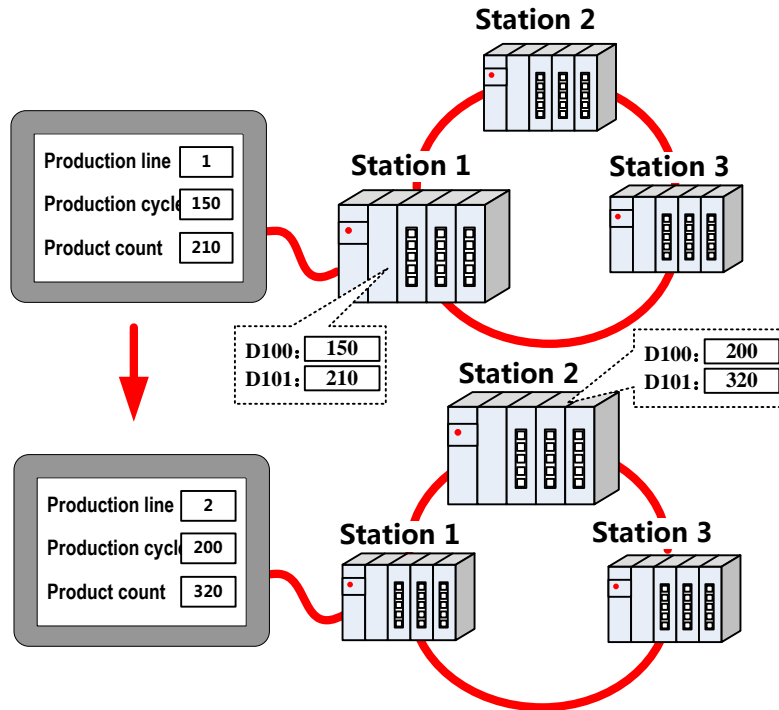 Station 2
Production line 1
Production cycle 150
Product count 210
Station 1
Station 3
D100: 150
D101: 210
D100: 200
D101: 320
Station 2
Production line 2
Production cycle 200
Product count 320
Station 1
Station 3